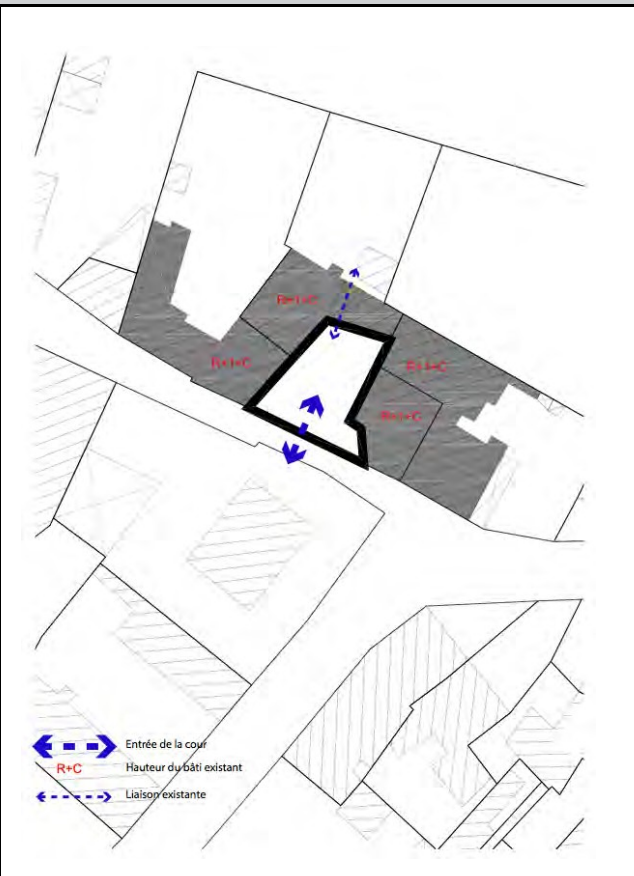 R+1+C
R+1+C
R+1+C
R+1+C
Entrée de la cour
R+C
Hauteur du bâti existant
Liaison existante